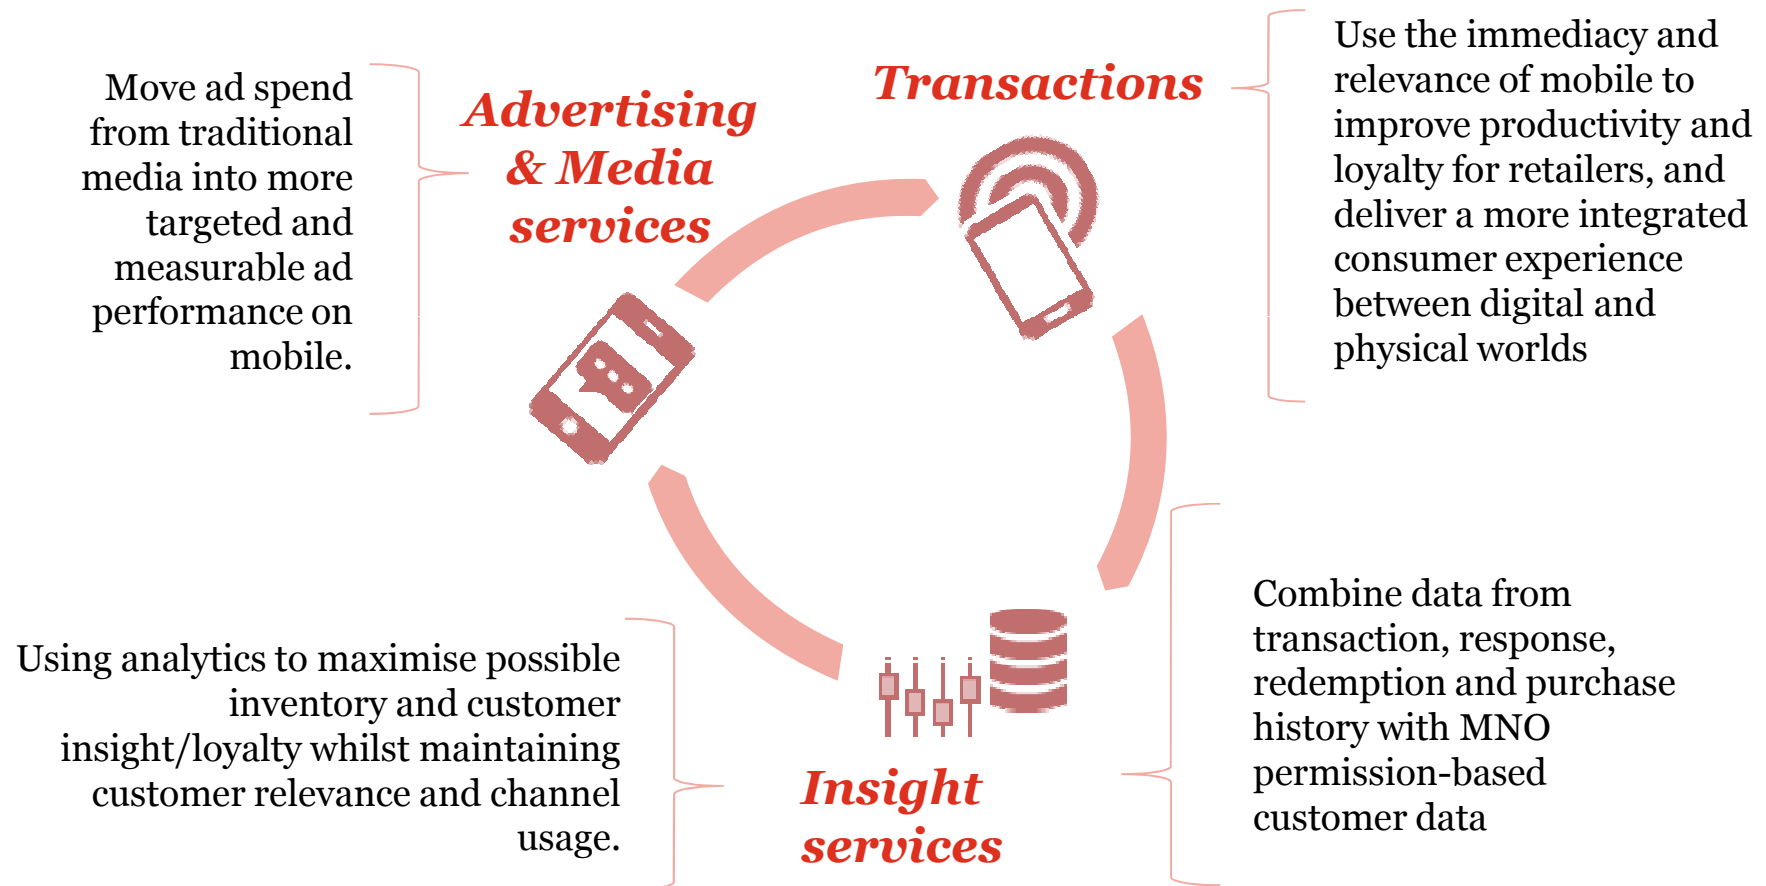 Move ad spend
from traditional
media into more
targeted and
measurable ad
performance on
mobile.
Advertising
& Media
services
Transactions
Use the immediacy and
relevance of mobile to
improve productivity and
loyalty for retailers, and
deliver a more integrated
consumer experience
between digital and
physical worlds
Using analytics to maximise possible
inventory and customer
insight/loyalty whilst maintaining
customer relevance and channel
usage.
Insight
services
Combine data from
transaction, response,
redemption and purchase
history with MNO
permission-based
customer data